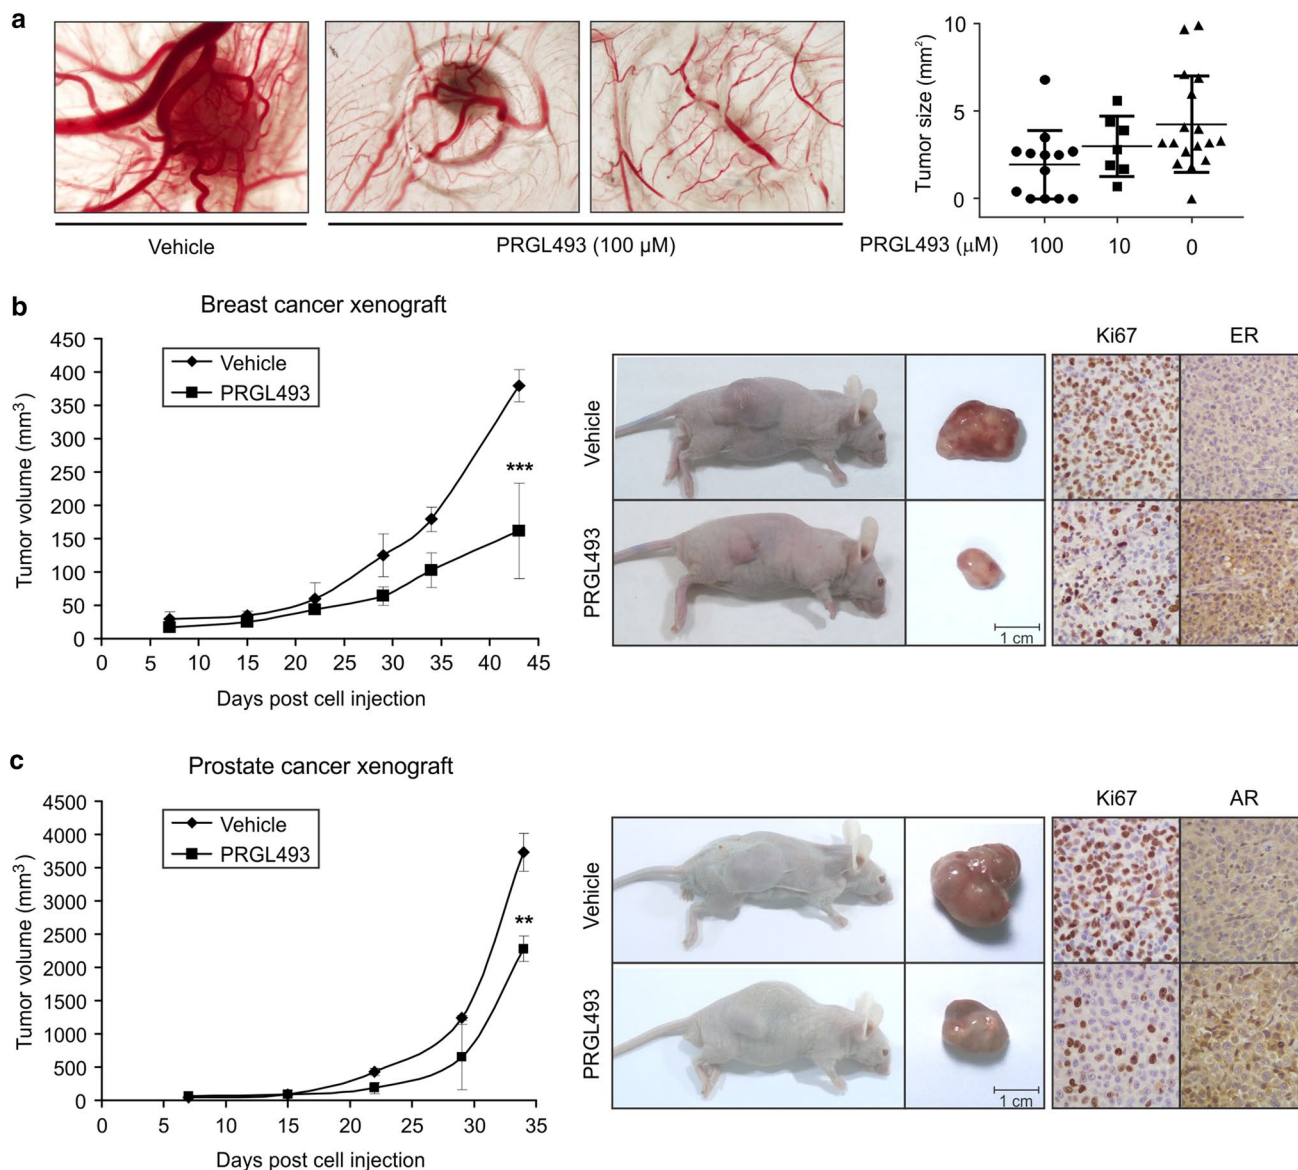 a
Vehicle
PRGL493 (100 µM)
Tumor size (mm²)
10
5
0
PRGL493 (µM)
100
10
0
b
Breast cancer xenograft
Vehicle
PRGL493
Tumor volume (mm³)
450
400
350
300
250
200
150
100
50
0
***
0
5
10
15
20
25
30
35
40
45
Days post cell injection
Ki67
ER
Vehicle
PRGL493
1 cm
c
Prostate cancer xenograft
Vehicle
PRGL493
Tumor volume (mm³)
4500
4000
3500
3000
2500
2000
1500
1000
500
0
**
0
5
10
15
20
25
30
35
Days post cell injection
Ki67
AR
Vehicle
PRGL493
1 cm